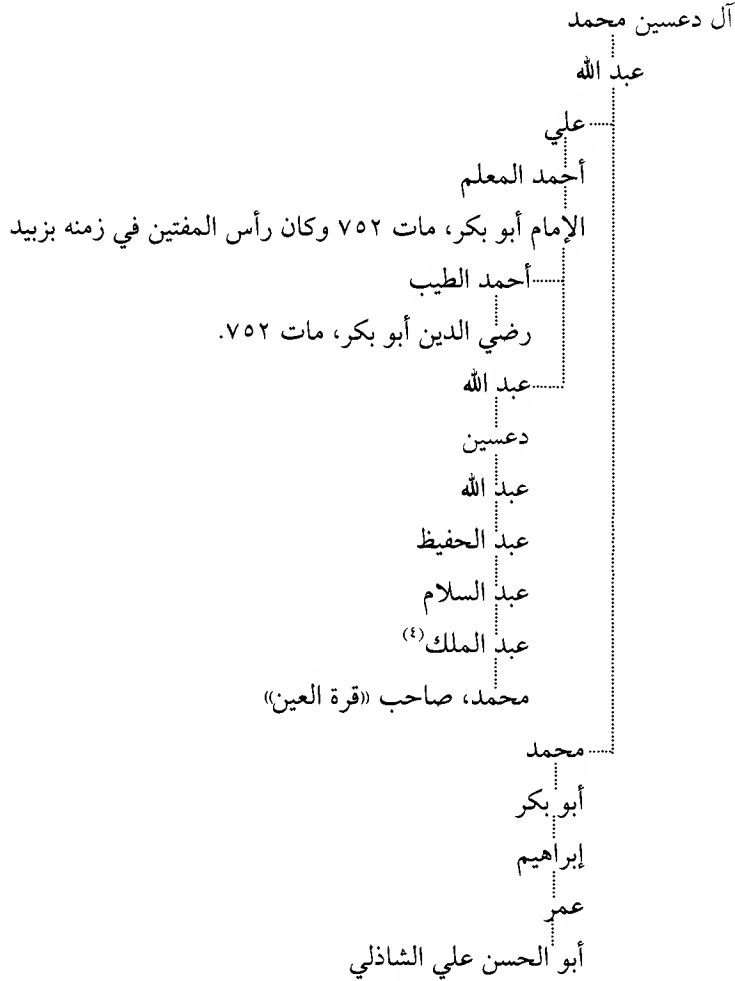 آل دعسين محمد
عبد الله
علي
أحمد المعلم
الإمام أبو بكر، مات ٧٥٢ وكان رأس المفتين في زمنه بزبيد
أحمد الطيب
رضي الدين أبو بكر، مات ٧٥٢.
عبد الله
دعسين
عبد الله
عبد الحفيظ
عبد السلام
عبد الملك(٤)
محمد، صاحب «قرة العين»
محمد
أبو بكر
إبراهيم
عمر
أبو الحسن علي الشاذلي